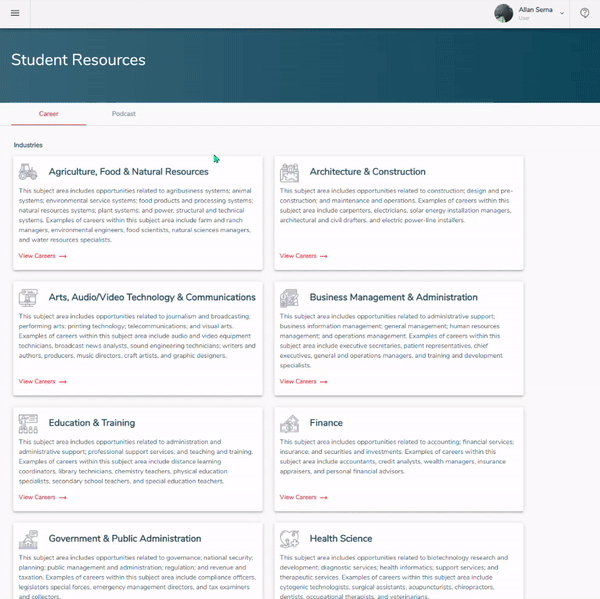 Allan Serna
User
Student Resources
Career
Podcast
Industries
Agriculture, Food & Natural Resources
This subject area includes opportunities related to agribusiness systems; animal
systems; environmental service systems; food products and processing systems;
natural resources systems; plant systems; and power, structural and technical
systems. Examples of careers within this subject area include farm and ranch
managers, environmental engineers, food scientists, natural sciences managers,
and water resources specialists.
View Careers
Architecture & Construction
This subject area includes opportunities related to construction; design and pre-
construction; and maintenance and operations. Examples of careers within this
subject area include carpenters, electricians, solar energy installation managers,
architectural and civil drafters, and electric power-line installers.
View Careers
Arts, Audio/Video Technology & Communications
This subject area includes opportunities related to journalism and broadcasting;
performing arts; printing technology; telecommunications; and visual arts.
Examples of careers within this subject area include audio and video equipment
technicians, broadcast news analysts, sound engineering technicians; writers and
authors, producers, music directors, craft artists, and graphic designers.
View Careers
Business Management & Administration
This subject area includes opportunities related to administrative support;
business information management; general management; human resources
management; and operations management. Examples of careers within this
subject area include executive secretaries, patient representatives, chief
executives, general and operations managers, and training and development
specialists.
View Careers
Education & Training
This subject area includes opportunities related to administration and
administrative support; professional support services; and teaching and training.
Examples of careers within this subject area include distance learning
coordinators, library technicians, chemistry teachers, physical education
specialists, secondary school teachers, and special education teachers.
View Careers
Finance
This subject area includes opportunities related to accounting; financial services;
insurance; and securities and investments. Examples of careers within this
subject area include accountants, credit analysts, wealth managers, insurance
appraisers, and personal financial advisors.
View Careers
Government & Public Administration
This subject area includes opportunities related to governance; national security;
planning; public management and administration; regulation; and revenue and
taxation. Examples of careers within this subject area include compliance officers,
legislators special forces, emergency management directors, and tax examiners
and collectors.
Health Science
This subject area includes opportunities related to biotechnology research and
development; diagnostic services; health informatics; support services; and
therapeutic services. Examples of careers within this subject area include
cytogenic technologists, surgical assistants, acupuncturists, chiropractors,
dentists, occupational therapists, and veterinarians.